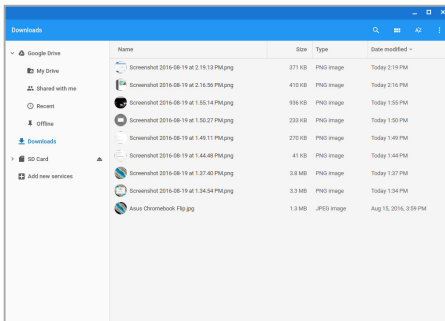 Downloads
Google Drive
My Drive
Shared with me
Recent
Offline
Downloads
SD Card
Add new services
Name Size Type Date modified
Screenshot 2016-08-19 at 2.19.13 PM.png 371 KB PNG image Today 2:19 PM
Screenshot 2016-08-19 at 2.16.56 PM.png 410 KB PNG image Today 2:16 PM
Screenshot 2016-08-19 at 1.55.14 PM.png 936 KB PNG image Today 1:55 PM
Screenshot 2016-08-19 at 1.50.27 PM.png 233 KB PNG image Today 1:50 PM
Screenshot 2016-08-19 at 1.49.11 PM.png 270 KB PNG image Today 1:49 PM
Screenshot 2016-08-19 at 1.44.48 PM.png 41 KB PNG image Today 1:44 PM
Screenshot 2016-08-19 at 1.37.40 PM.png 3.8 MB PNG image Today 1:37 PM
Screenshot 2016-08-19 at 1.34.54 PM.png 3.3 MB PNG image Today 1:34 PM
Asus Chromebook Flip.jpg 1.3 MB JPEG image Aug 15, 2016, 3:59 PM